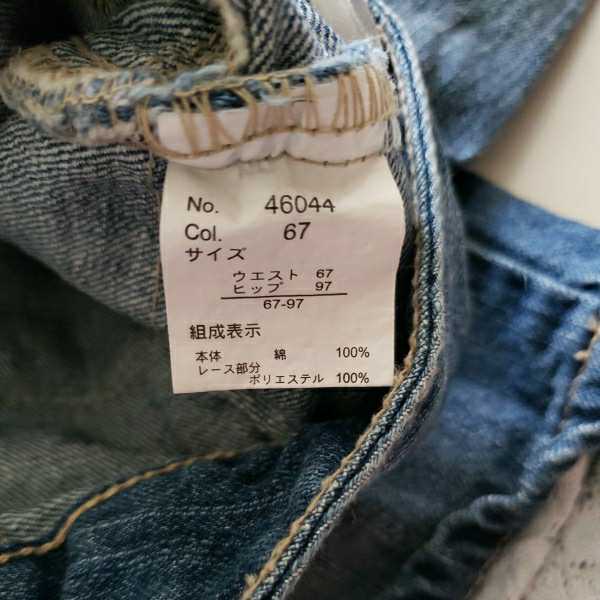 No. 46044
Col. 67
サイズ
ウエスト 67
ヒップ 97
67-97
組成表示
本体 綿 100%
レース部分
ポリエステル 100%